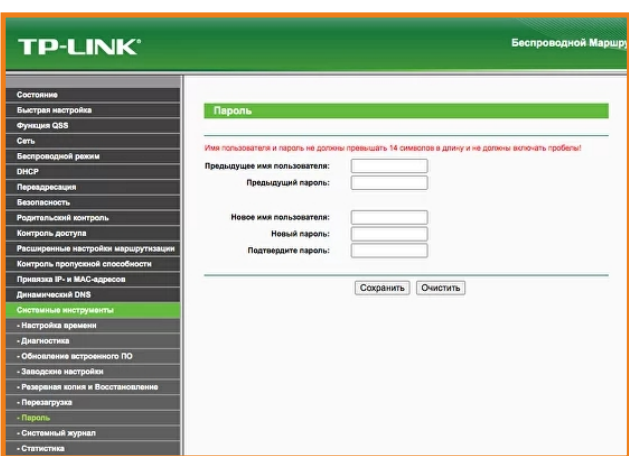 TP-LINK®
Беспроводной Маршру
Состояние
Быстрая настройка
Функция QSS
Сеть
Беспроводной режим
DHCP
Переадресация
Безопасность
Родительский контроль
Контроль доступа
Расширенные настройки маршрутизации
Контроль пропускной способности
Привязка IP- и MAC-адресов
Динамический DNS
Системные инструменты
- Настройка времени
- Диагностика
- Обновление встроенного ПО
- Заводские настройки
- Резервная копия и Восстановление
- Перезагрузка
- Пароль
- Системный журнал
- Статистика
Пароль
Имя пользователя и пароль не должны превышать 14 символов в длину и не должны включать пробелы!
Предыдущее имя пользователя:
Предыдущий пароль:
Новое имя пользователя:
Новый пароль:
Подтвердите пароль:
Сохранить Очистить